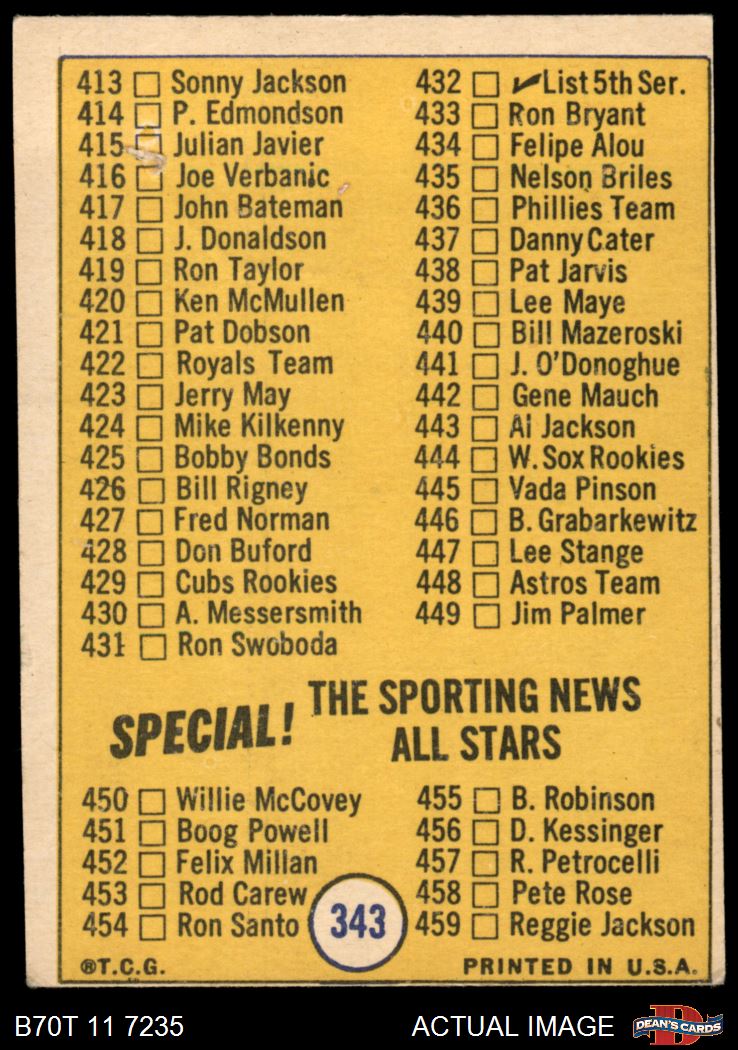 413 Sonny Jackson
414 P. Edmondson
415 Julian Javier
416 Joe Verbanic
417 John Bateman
418 J. Donaldson
419 Ron Taylor
420 Ken McMullen
421 Pat Dobson
422 Royals Team
423 Jerry May
424 Mike Kilkenny
425 Bobby Bonds
426 Bill Rigney
427 Fred Norman
428 Don Buford
429 Cubs Rookies
430 A. Messersmith
431 Ron Swoboda
432 ✓List 5th Ser.
433 Ron Bryant
434 Felipe Alou
435 Nelson Briles
436 Phillies Team
437 Danny Cater
438 Pat Jarvis
439 Lee Maye
440 Bill Mazeroski
441 J. O'Donoghue
442 Gene Mauch
443 Al Jackson
444 W. Sox Rookies
445 Vada Pinson
446 B. Grabarkewitz
447 Lee Stange
448 Astros Team
449 Jim Palmer
SPECIAL! THE SPORTING NEWS
ALL STARS
450 Willie McCovey
451 Boog Powell
452 Felix Millan
453 Rod Carew
454 Ron Santo
455 B. Robinson
456 D. Kessinger
457 R. Petrocelli
458 Pete Rose
459 Reggie Jackson
343
®T.C.G. PRINTED IN U.S.A.
B70T 11 7235 ACTUAL IMAGE DEAN'S CARDS